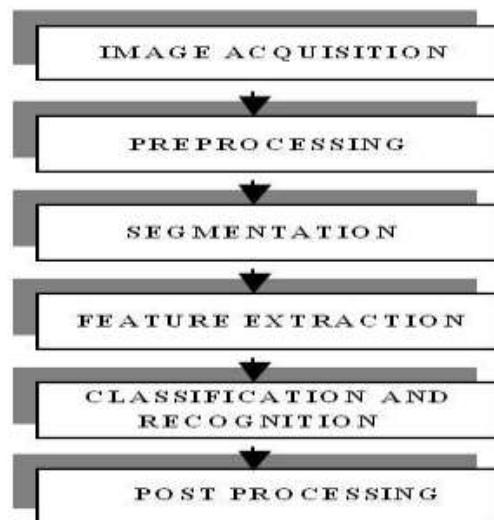 IMAGE ACQUISITION
PREPROCESSING
SEGMENTATION
FEATURE EXTRACTION
CLASSIFICATION AND
RECOGNITION
POST PROCESSING